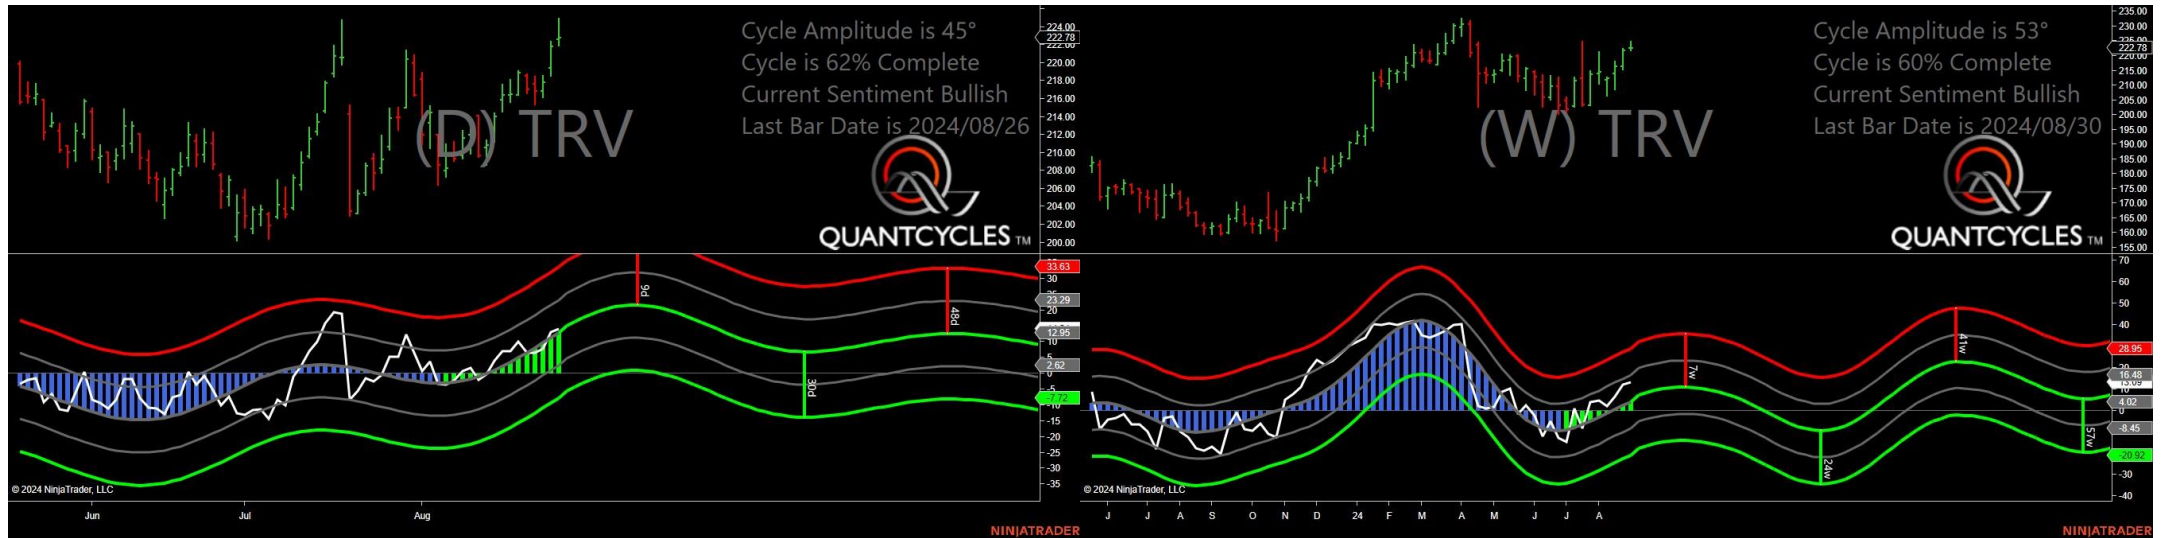 Cycle Amplitude is 45°
Cycle is 62% Complete
Current Sentiment Bullish
Last Bar Date is 2024/08/26
(D) TRV
QUANTCYCLES TM
224.00
222.78
222.00
220.00
218.00
216.00
214.00
212.00
210.00
208.00
206.00
204.00
202.00
200.00
33.63
30
23.29
20
12.95
10
5
2.62
0
-5
-7.72
-10
-15
-20
-25
-30
-35
9d
30d
48d
© 2024 NinjaTrader, LLC
Jun Jul Aug
NINJATRADER
Cycle Amplitude is 53°
Cycle is 60% Complete
Current Sentiment Bullish
Last Bar Date is 2024/08/30
(W) TRV
QUANTCYCLES TM
235.00
230.00
222.78
215.00
210.00
205.00
200.00
195.00
190.00
185.00
180.00
175.00
170.00
165.00
160.00
155.00
70
60
50
40
28.95
20
16.48
13.09
10
4.02
0
-8.45
-20.92
-30
-40
7w
24w
41w
57w
© 2024 NinjaTrader, LLC
J J A S O N D 24 F M A M J J A
NINJATRADER